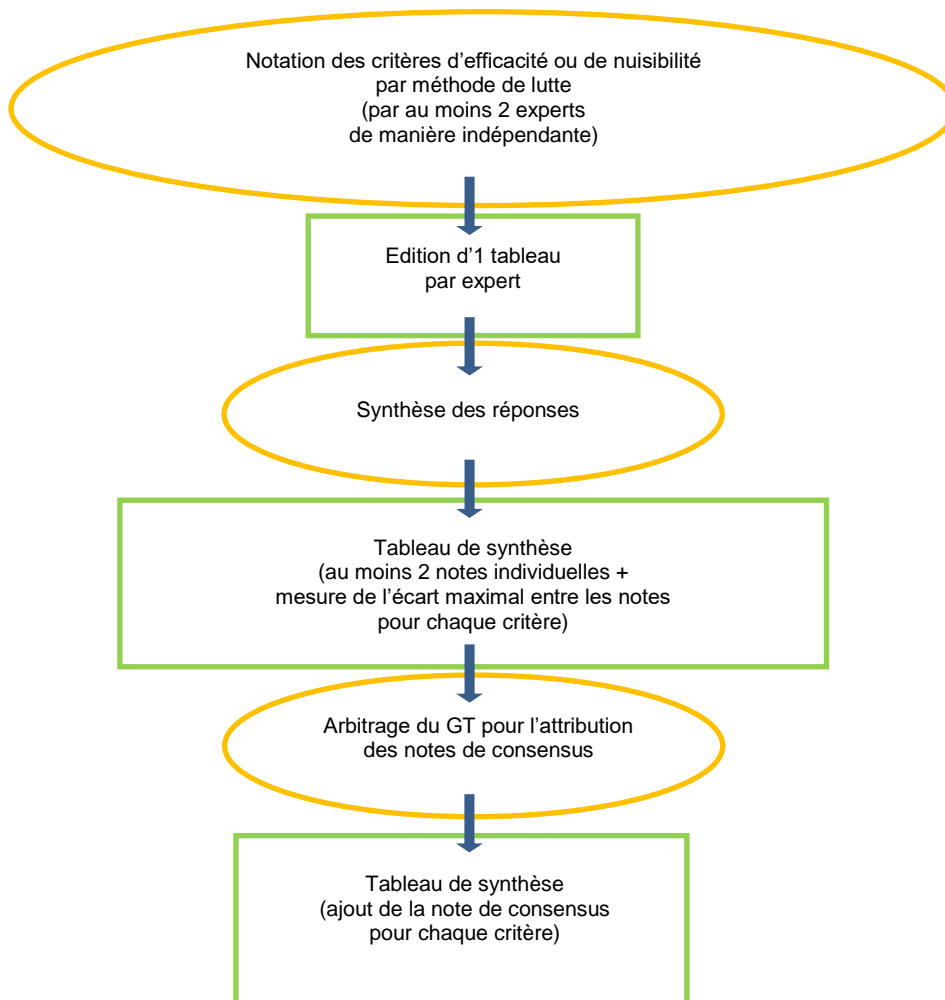 Notation des critères d'efficacité ou de nuisibilité
par méthode de lutte
(par au moins 2 experts
de manière indépendante)
Edition d'1 tableau
par expert
Synthèse des réponses
Tableau de synthèse
(au moins 2 notes individuelles +
mesure de l'écart maximal entre les notes
pour chaque critère)
Arbitrage du GT pour l'attribution
des notes de consensus
Tableau de synthèse
(ajout de la note de consensus
pour chaque critère)